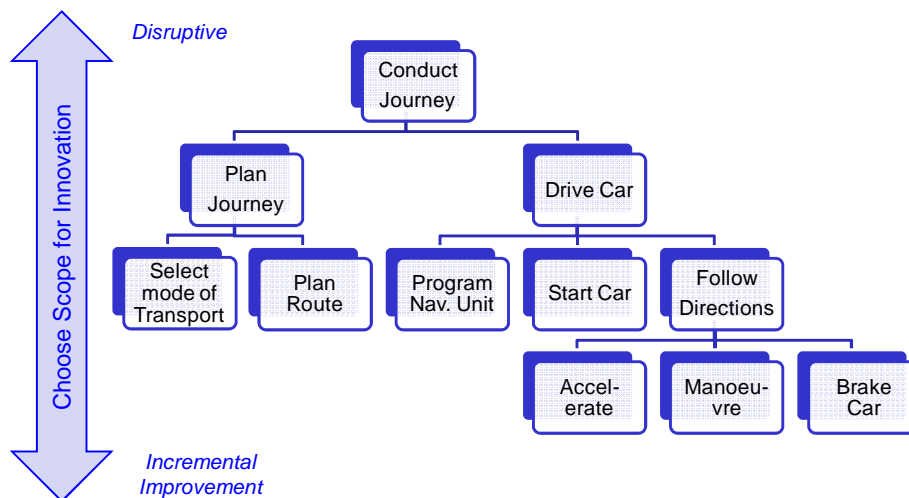 Disruptive
Choose Scope for Innovation
Conduct
Journey
Plan
Journey
Drive Car
Select
mode of
Transport
Plan
Route
Program
Nav. Unit
Start Car
Follow
Directions
Accel-
erate
Manoeu-
vre
Brake
Car
Incremental
Improvement